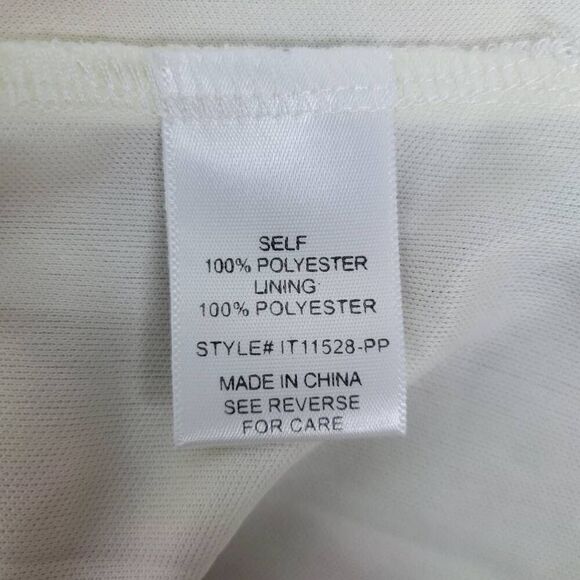 SELF
100% POLYESTER
LINING
100% POLYESTER
STYLE# IT11528-PP
MADE IN CHINA
SEE REVERSE
FOR CARE